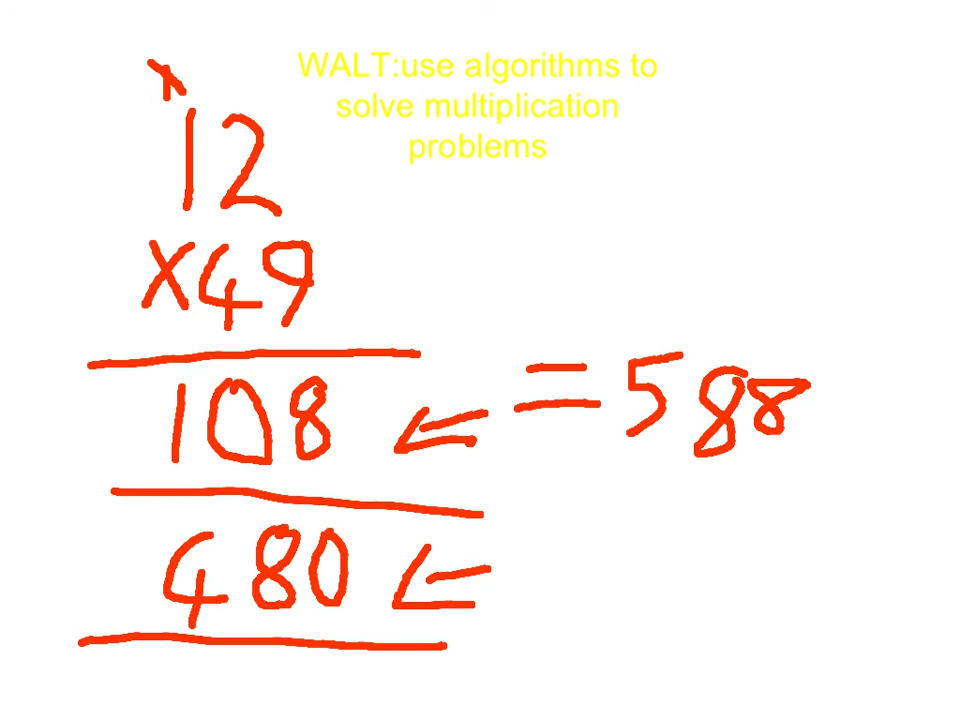 WALT:use algorithms to
solve multiplication
problems
12
x49
108
= 588
480